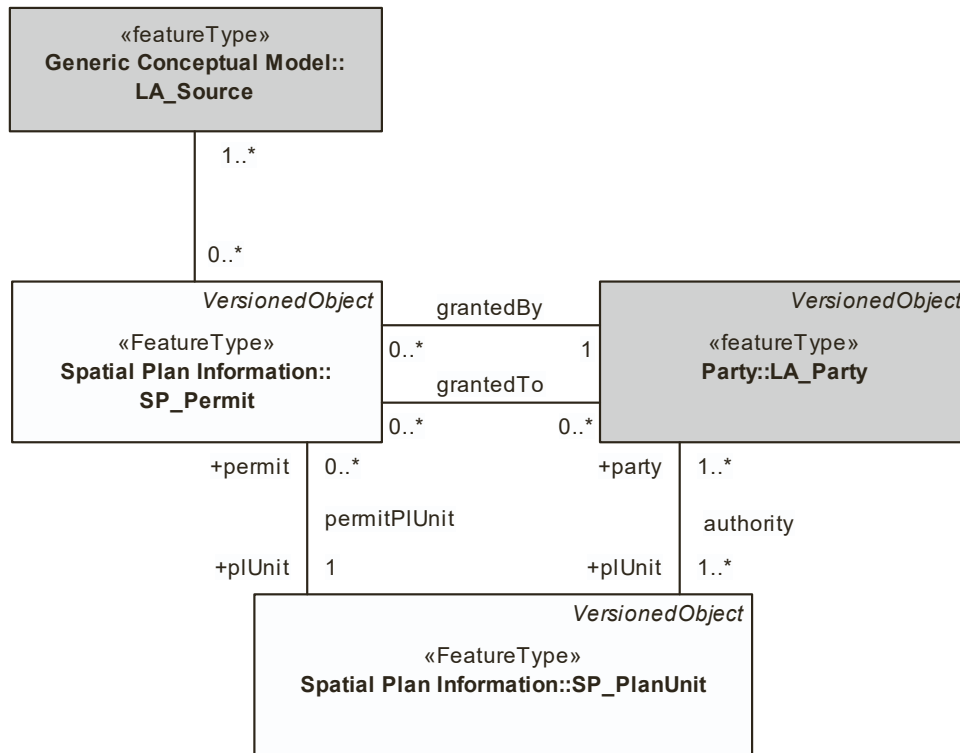 «featureType»
Generic Conceptual Model::
LA_Source
1..*
0..*
VersionedObject
«FeatureType»
Spatial Plan Information::
SP_Permit
grantedBy
0..*
1
grantedTo
0..*
0..*
VersionedObject
«featureType»
Party::LA_Party
+permit
0..*
permitPlUnit
+plUnit
1
+party
1..*
authority
+plUnit
1..*
VersionedObject
«FeatureType»
Spatial Plan Information::SP_PlanUnit